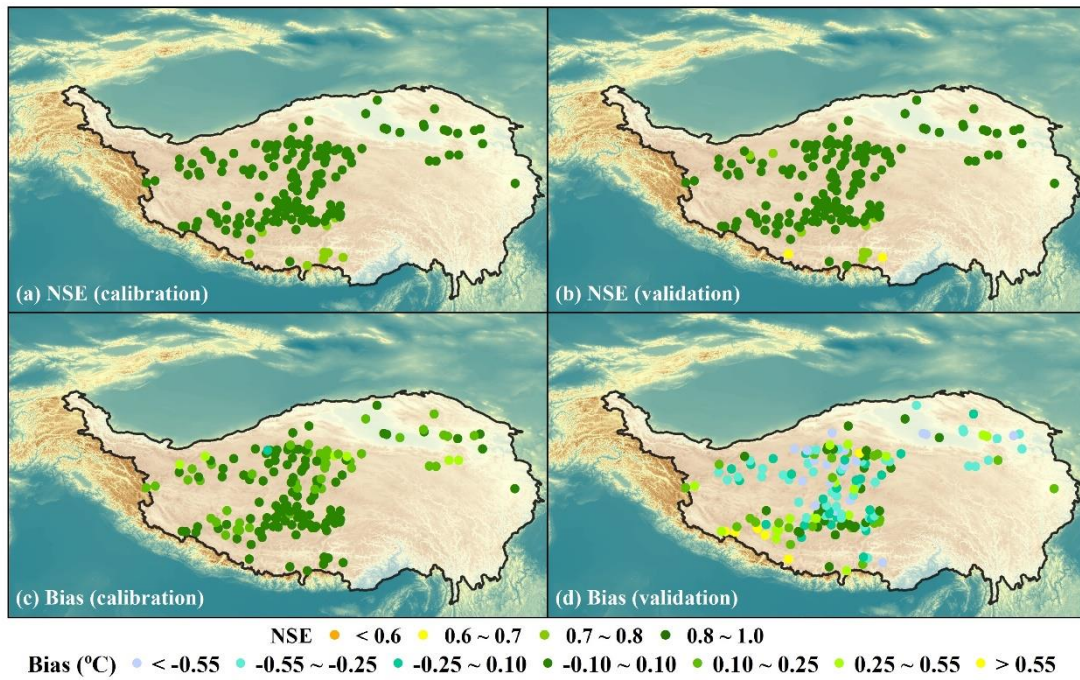 (a) NSE (calibration)
(b) NSE (validation)
(c) Bias (calibration)
(d) Bias (validation)
NSE < 0.6 0.6 ~ 0.7 0.7 ~ 0.8 0.8 ~ 1.0
Bias (ºC) < -0.55 -0.55 ~ -0.25 -0.25 ~ 0.10 -0.10 ~ 0.10 0.10 ~ 0.25 0.25 ~ 0.55 > 0.55